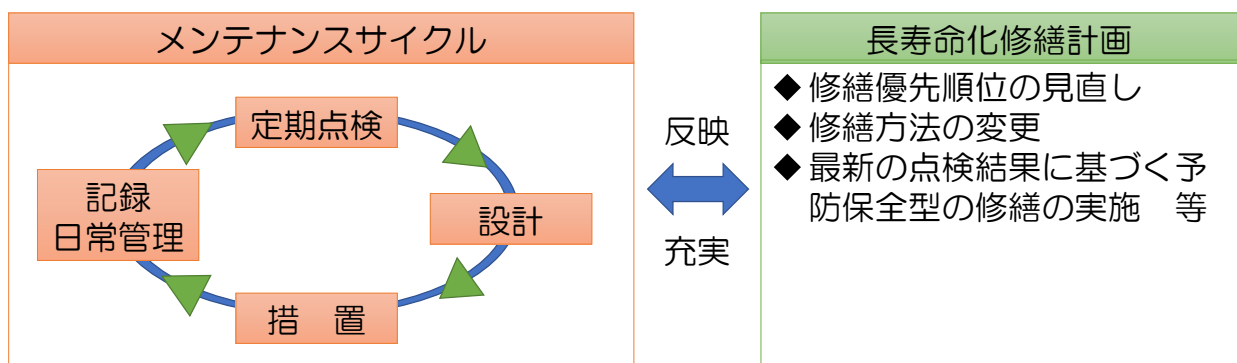 メンテナンスサイクル
定期点検
設計
措　置
記録
日常管理
反映
充実
長寿命化修繕計画
◆ 修繕優先順位の見直し
◆ 修繕方法の変更
◆ 最新の点検結果に基づく予
防保全型の修繕の実施　等